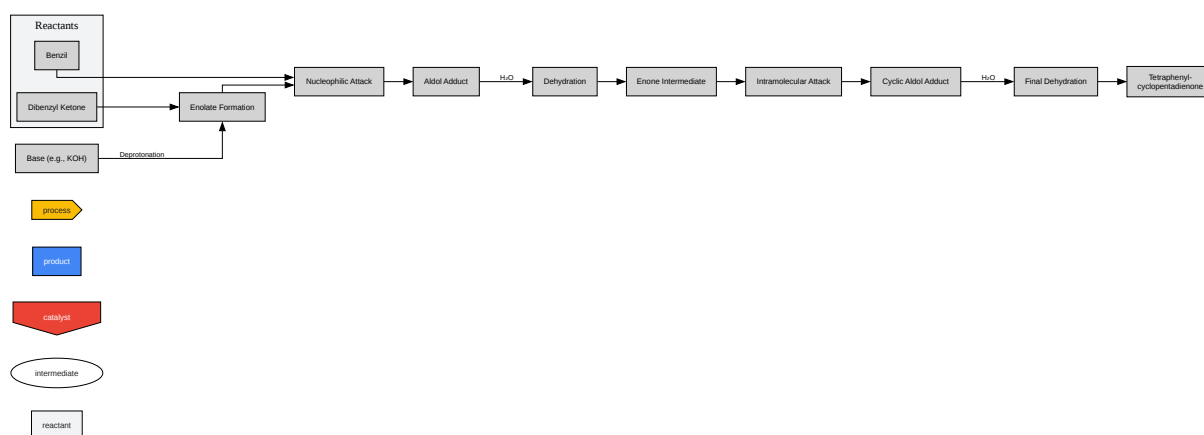 Reactants
Benzil
Dibenzyl Ketone
Base (e.g., KOH)
Deprotonation
Enolate Formation
Nucleophilic Attack
Aldol Adduct
H₂O
Dehydration
Enone Intermediate
Intramolecular Attack
Cyclic Aldol Adduct
H₂O
Final Dehydration
Tetraphenyl-
cyclopentadienone
process
product
catalyst
intermediate
reactant